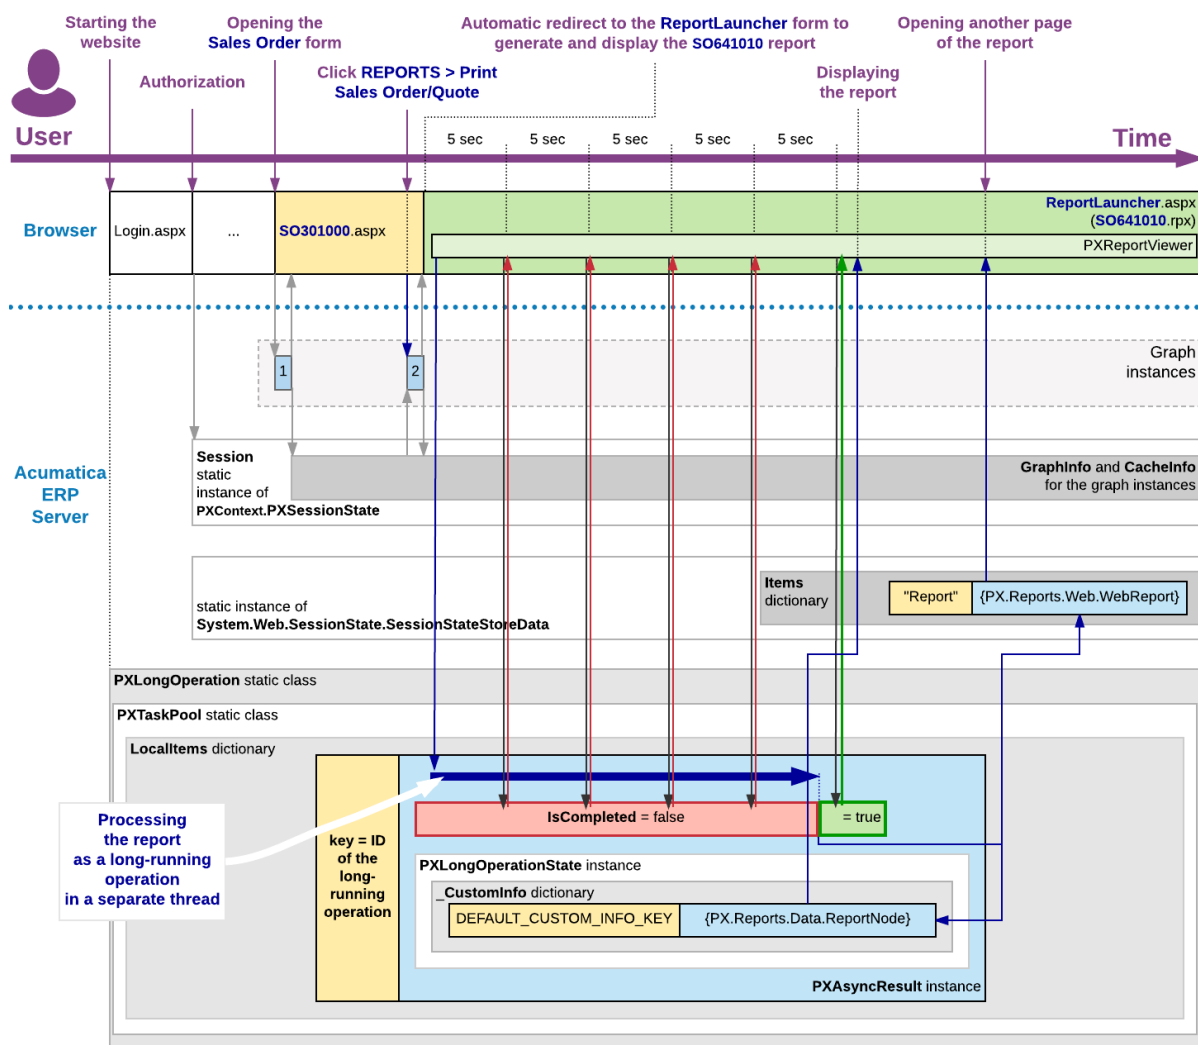 Starting the
website
Opening the
Sales Order form
Automatic redirect to the ReportLauncher form to
generate and display the SO641010 report
Opening another page
of the report
Authorization
Click REPORTS > Print
Sales Order/Quote
Displaying
the report
User
5 sec
5 sec
5 sec
5 sec
5 sec
Time
Browser
Login.aspx
...
SO301000.aspx
ReportLauncher.aspx
(SO641010.rpx)
PXReportViewer
Graph
instances
1
2
Acumatica
ERP
Server
Session
static
instance of
PXContext.PXSessionState
GraphInfo and CacheInfo
for the graph instances
static instance of
System.Web.SessionState.SessionStateStoreData
Items
dictionary
"Report"
{PX.Reports.Web.WebReport}
PXLongOperation static class
PXTaskPool static class
LocalItems dictionary
Processing
the report
as a long-running
operation
in a separate thread
key = ID
of the
long-
running
operation
IsCompleted = false
= true
PXLongOperationState instance
_CustomInfo dictionary
DEFAULT_CUSTOM_INFO_KEY
{PX.Reports.Data.ReportNode}
PXAsyncResult instance